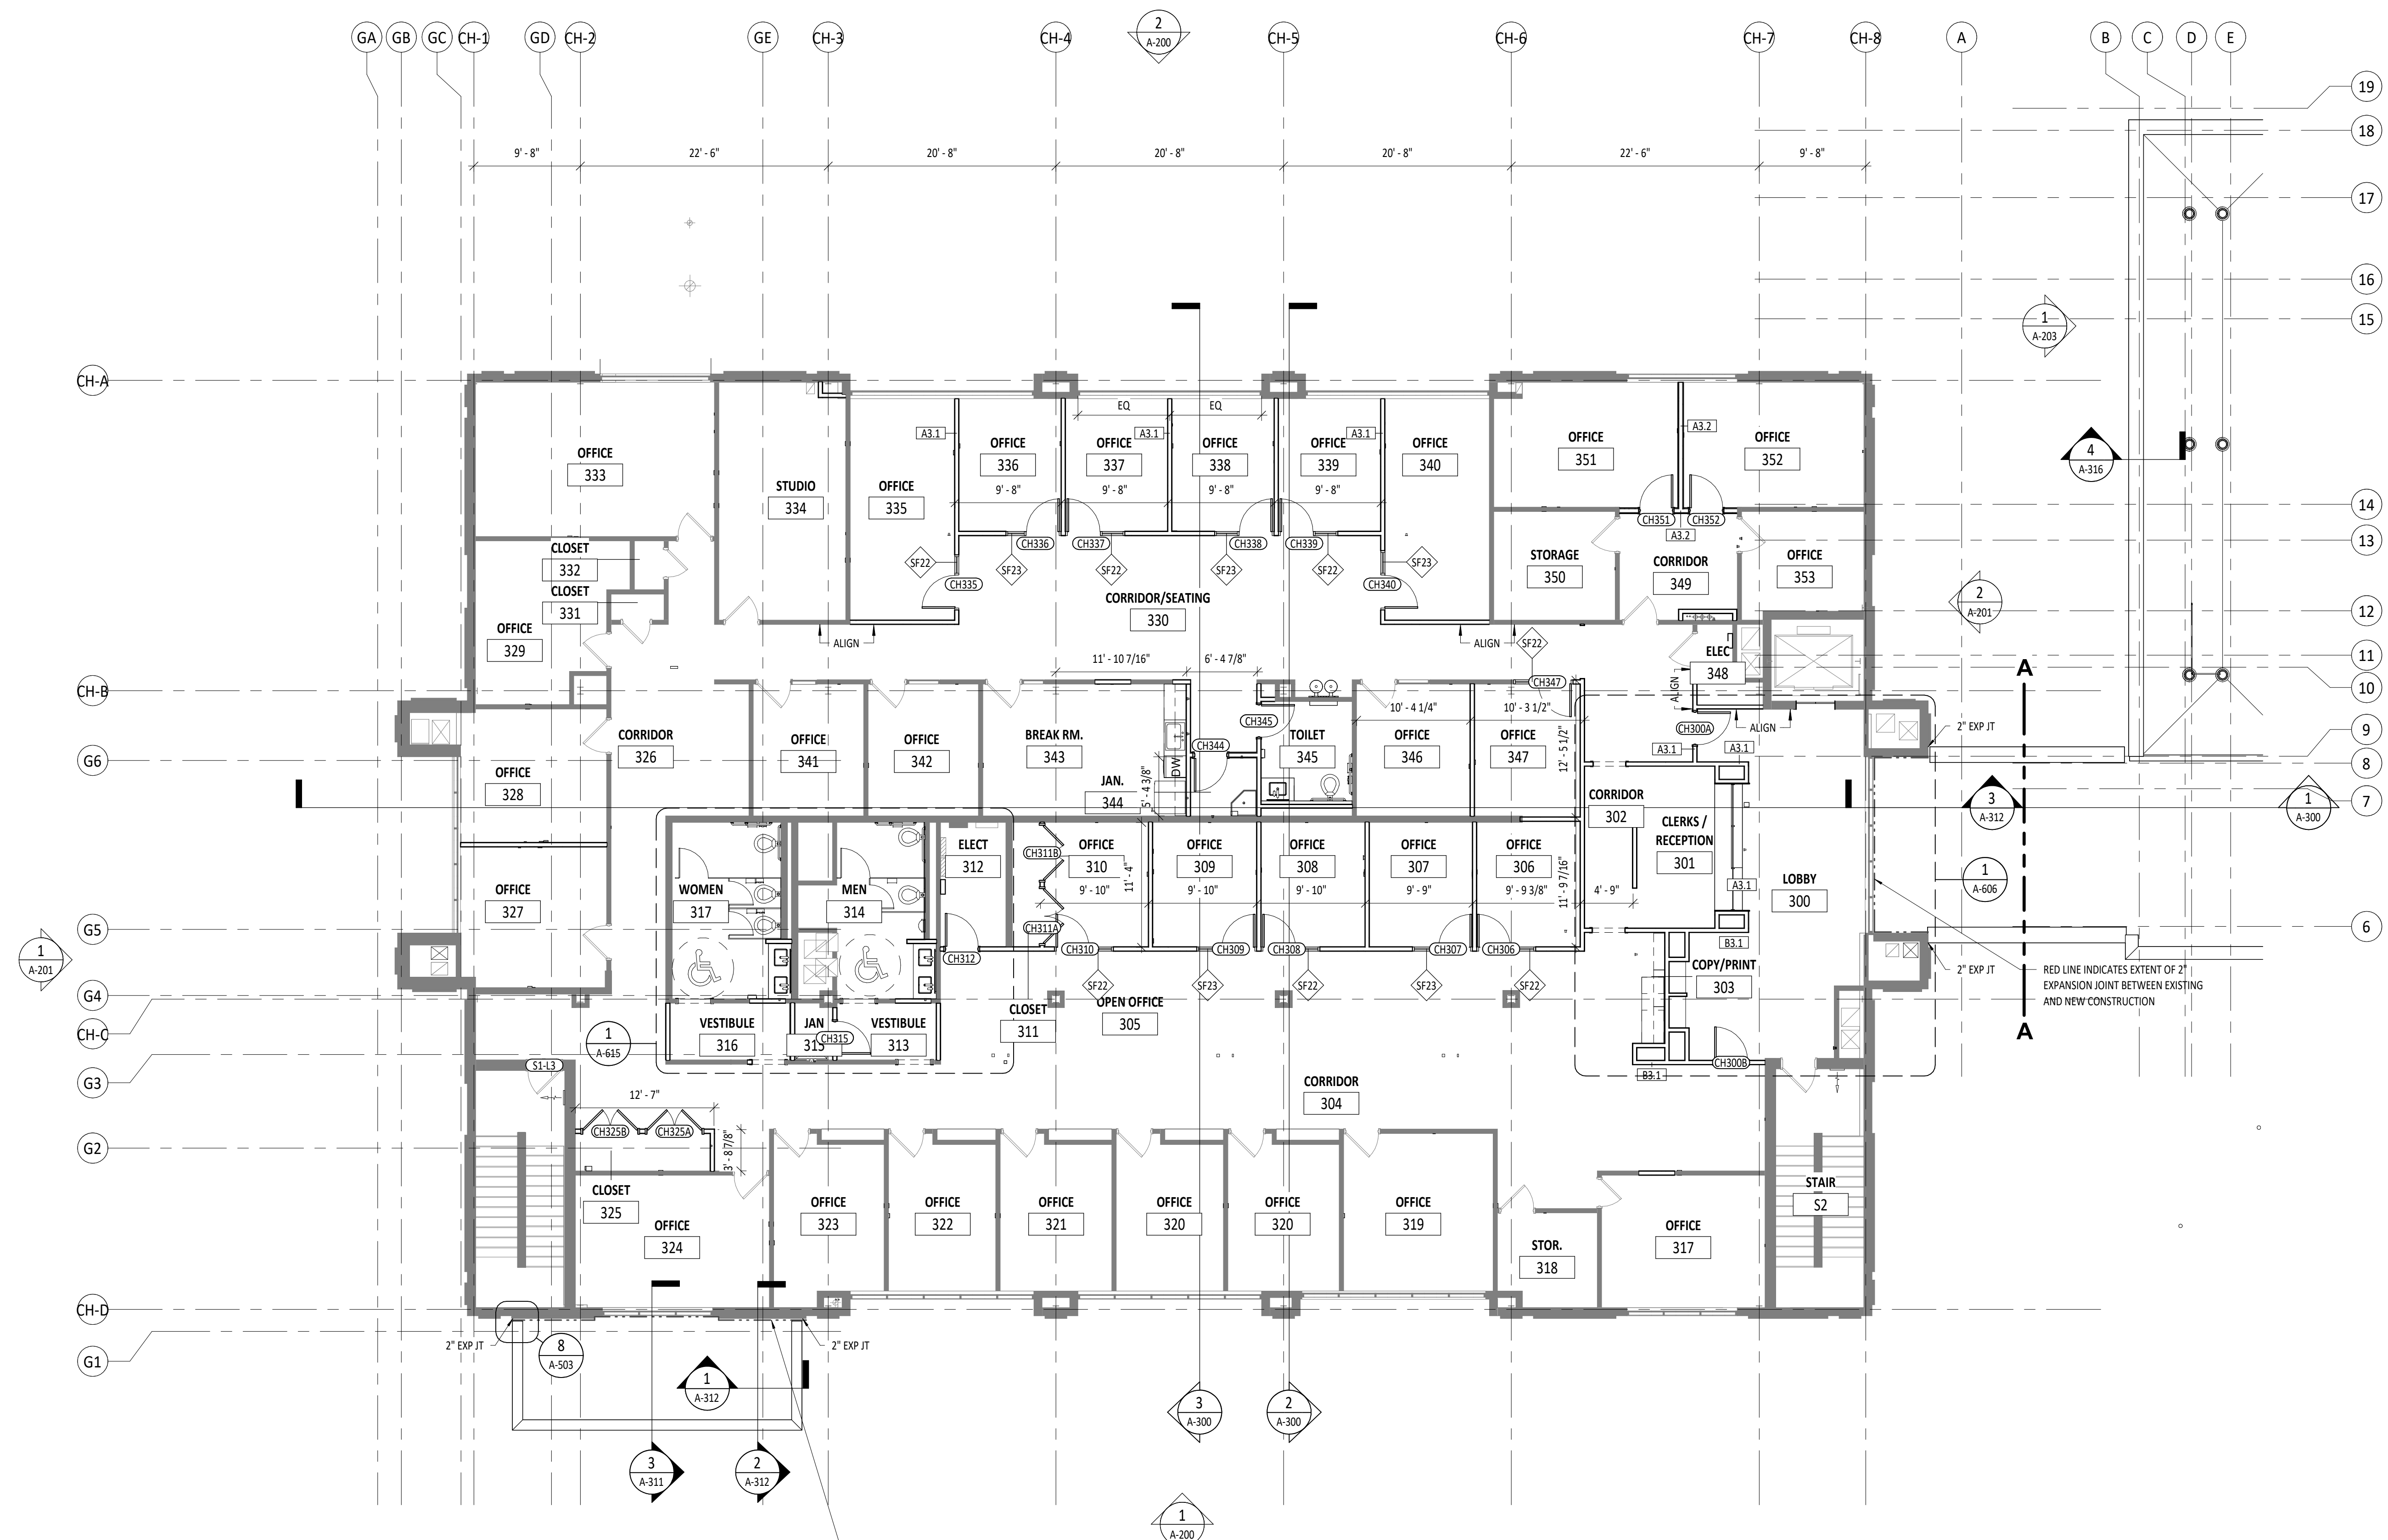 GA
GB
GC
CH-1
GD
CH-2
GE
CH-3
CH-4
2
A-200
CH-5
CH-6
CH-7
CH-8
A
B
C
D
E
19
18
9' - 8"
22' - 6"
20' - 8"
20' - 8"
20' - 8"
22' - 6"
9' - 8"
17
16
1
A-203
15
CH-A
EQ
EQ
A3.1
A3.1
A3.1
A3.2
OFFICE
333
STUDIO
334
OFFICE
335
OFFICE
336
9' - 8"
OFFICE
337
9' - 8"
OFFICE
338
9' - 8"
OFFICE
339
9' - 8"
OFFICE
340
OFFICE
351
OFFICE
352
4
A-316
14
CH336
CH337
CH338
CH339
CH351
CH352
A3.2
13
CLOSET
332
CLOSET
331
SF22
CH335
SF23
SF22
SF23
SF22
CH340
SF23
STORAGE
350
CORRIDOR
349
OFFICE
353
CORRIDOR/SEATING
330
2
A-201
12
OFFICE
329
ALIGN
ALIGN
SF22
ELEC
348
11
11' - 10 7/16"
6' - 4 7/8"
A
CH-B
CH347
ALIGN
10
CH345
10' - 4 1/4"
10' - 3 1/2"
CH300A
ALIGN
2" EXP JT
9
CORRIDOR
326
OFFICE
341
OFFICE
342
BREAK RM.
343
CH344
TOILET
345
OFFICE
346
OFFICE
347
12' - 5 1/2"
A3.1
A3.1
G6
8
OFFICE
328
DW
JAN.
344
5' - 4 3/8"
CORRIDOR
302
3
A-312
1
A-300
7
CLERKS /
RECEPTION
301
ELECT
312
CH311B
OFFICE
310
9' - 10"
11' - 4"
OFFICE
309
9' - 10"
OFFICE
308
9' - 10"
OFFICE
307
9' - 9"
OFFICE
306
9' - 9 3/8"
11' - 9 7/16"
4' - 9"
A3.1
LOBBY
300
1
A-606
OFFICE
327
WOMEN
317
MEN
314
G5
6
1
A-201
CH311A
CH312
CH310
CH309
CH308
CH307
CH306
B3.1
COPY/PRINT
303
2" EXP JT
RED LINE INDICATES EXTENT OF 2"
EXPANSION JOINT BETWEEN EXISTING
AND NEW CONSTRUCTION
SF22
SF23
SF22
SF23
SF22
G4
CLOSET
311
OPEN OFFICE
305
A
CH-C
1
A-615
VESTIBULE
316
JAN
315
CH315
VESTIBULE
313
G3
S1-L3
CH300B
B3.1
CORRIDOR
304
12' - 7"
CH325B
CH325A
3' - 8 7/8"
G2
CLOSET
325
OFFICE
324
OFFICE
323
OFFICE
322
OFFICE
321
OFFICE
320
OFFICE
320
OFFICE
319
STOR.
318
OFFICE
317
STAIR
S2
CH-D
2" EXP JT
2" EXP JT
G1
8
A-503
1
A-312
3
A-300
2
A-300
3
A-311
2
A-312
1
A-200